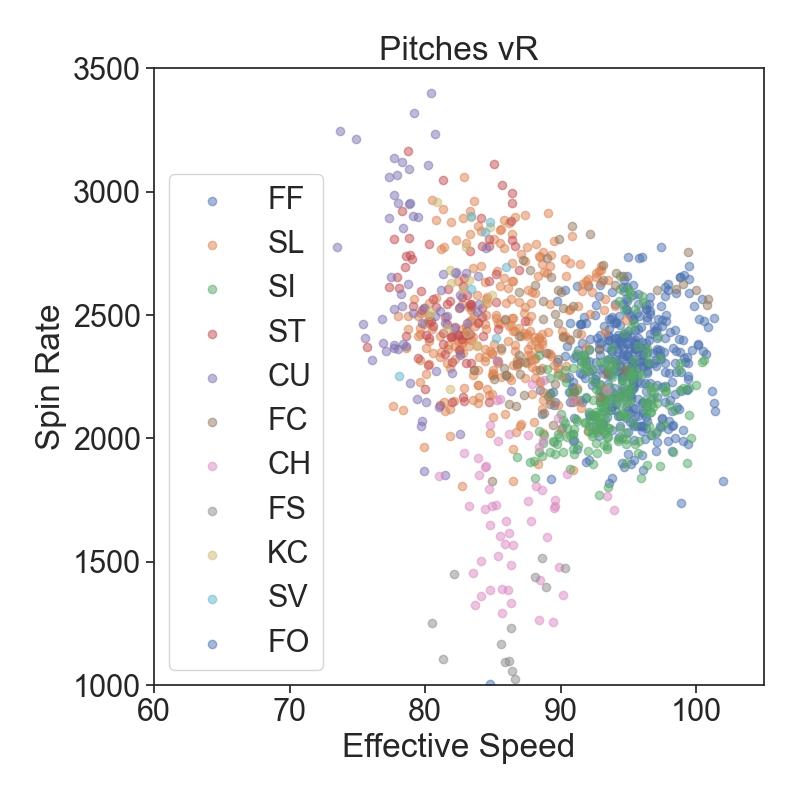 Pitches vR
3500
3000
2500
2000
1500
1000
Spin Rate
FF
SL
SI
ST
CU
FC
CH
FS
KC
SV
FO
60 70 80 90 100
Effective Speed